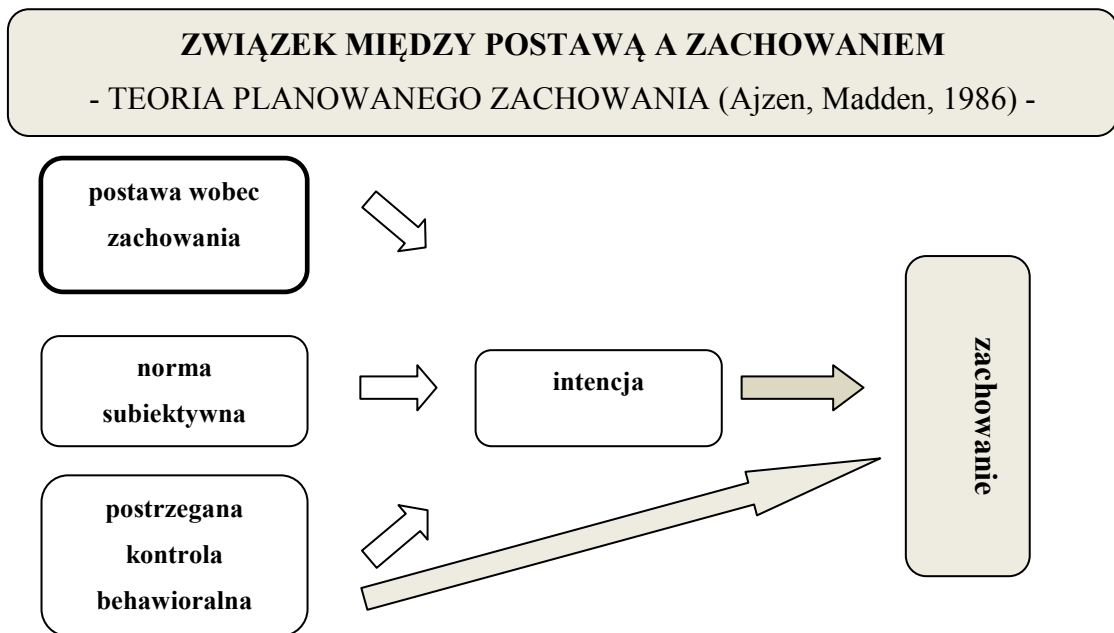 ZWIĄZEK MIĘDZY POSTAWĄ A ZACHOWANIEM
- TEORIA PLANOWANEGO ZACHOWANIA (Ajzen, Madden, 1986) -
postawa wobec
zachowania
norma
subiektywna
intencja
zachowanie
postrzegana
kontrola
behawioralna